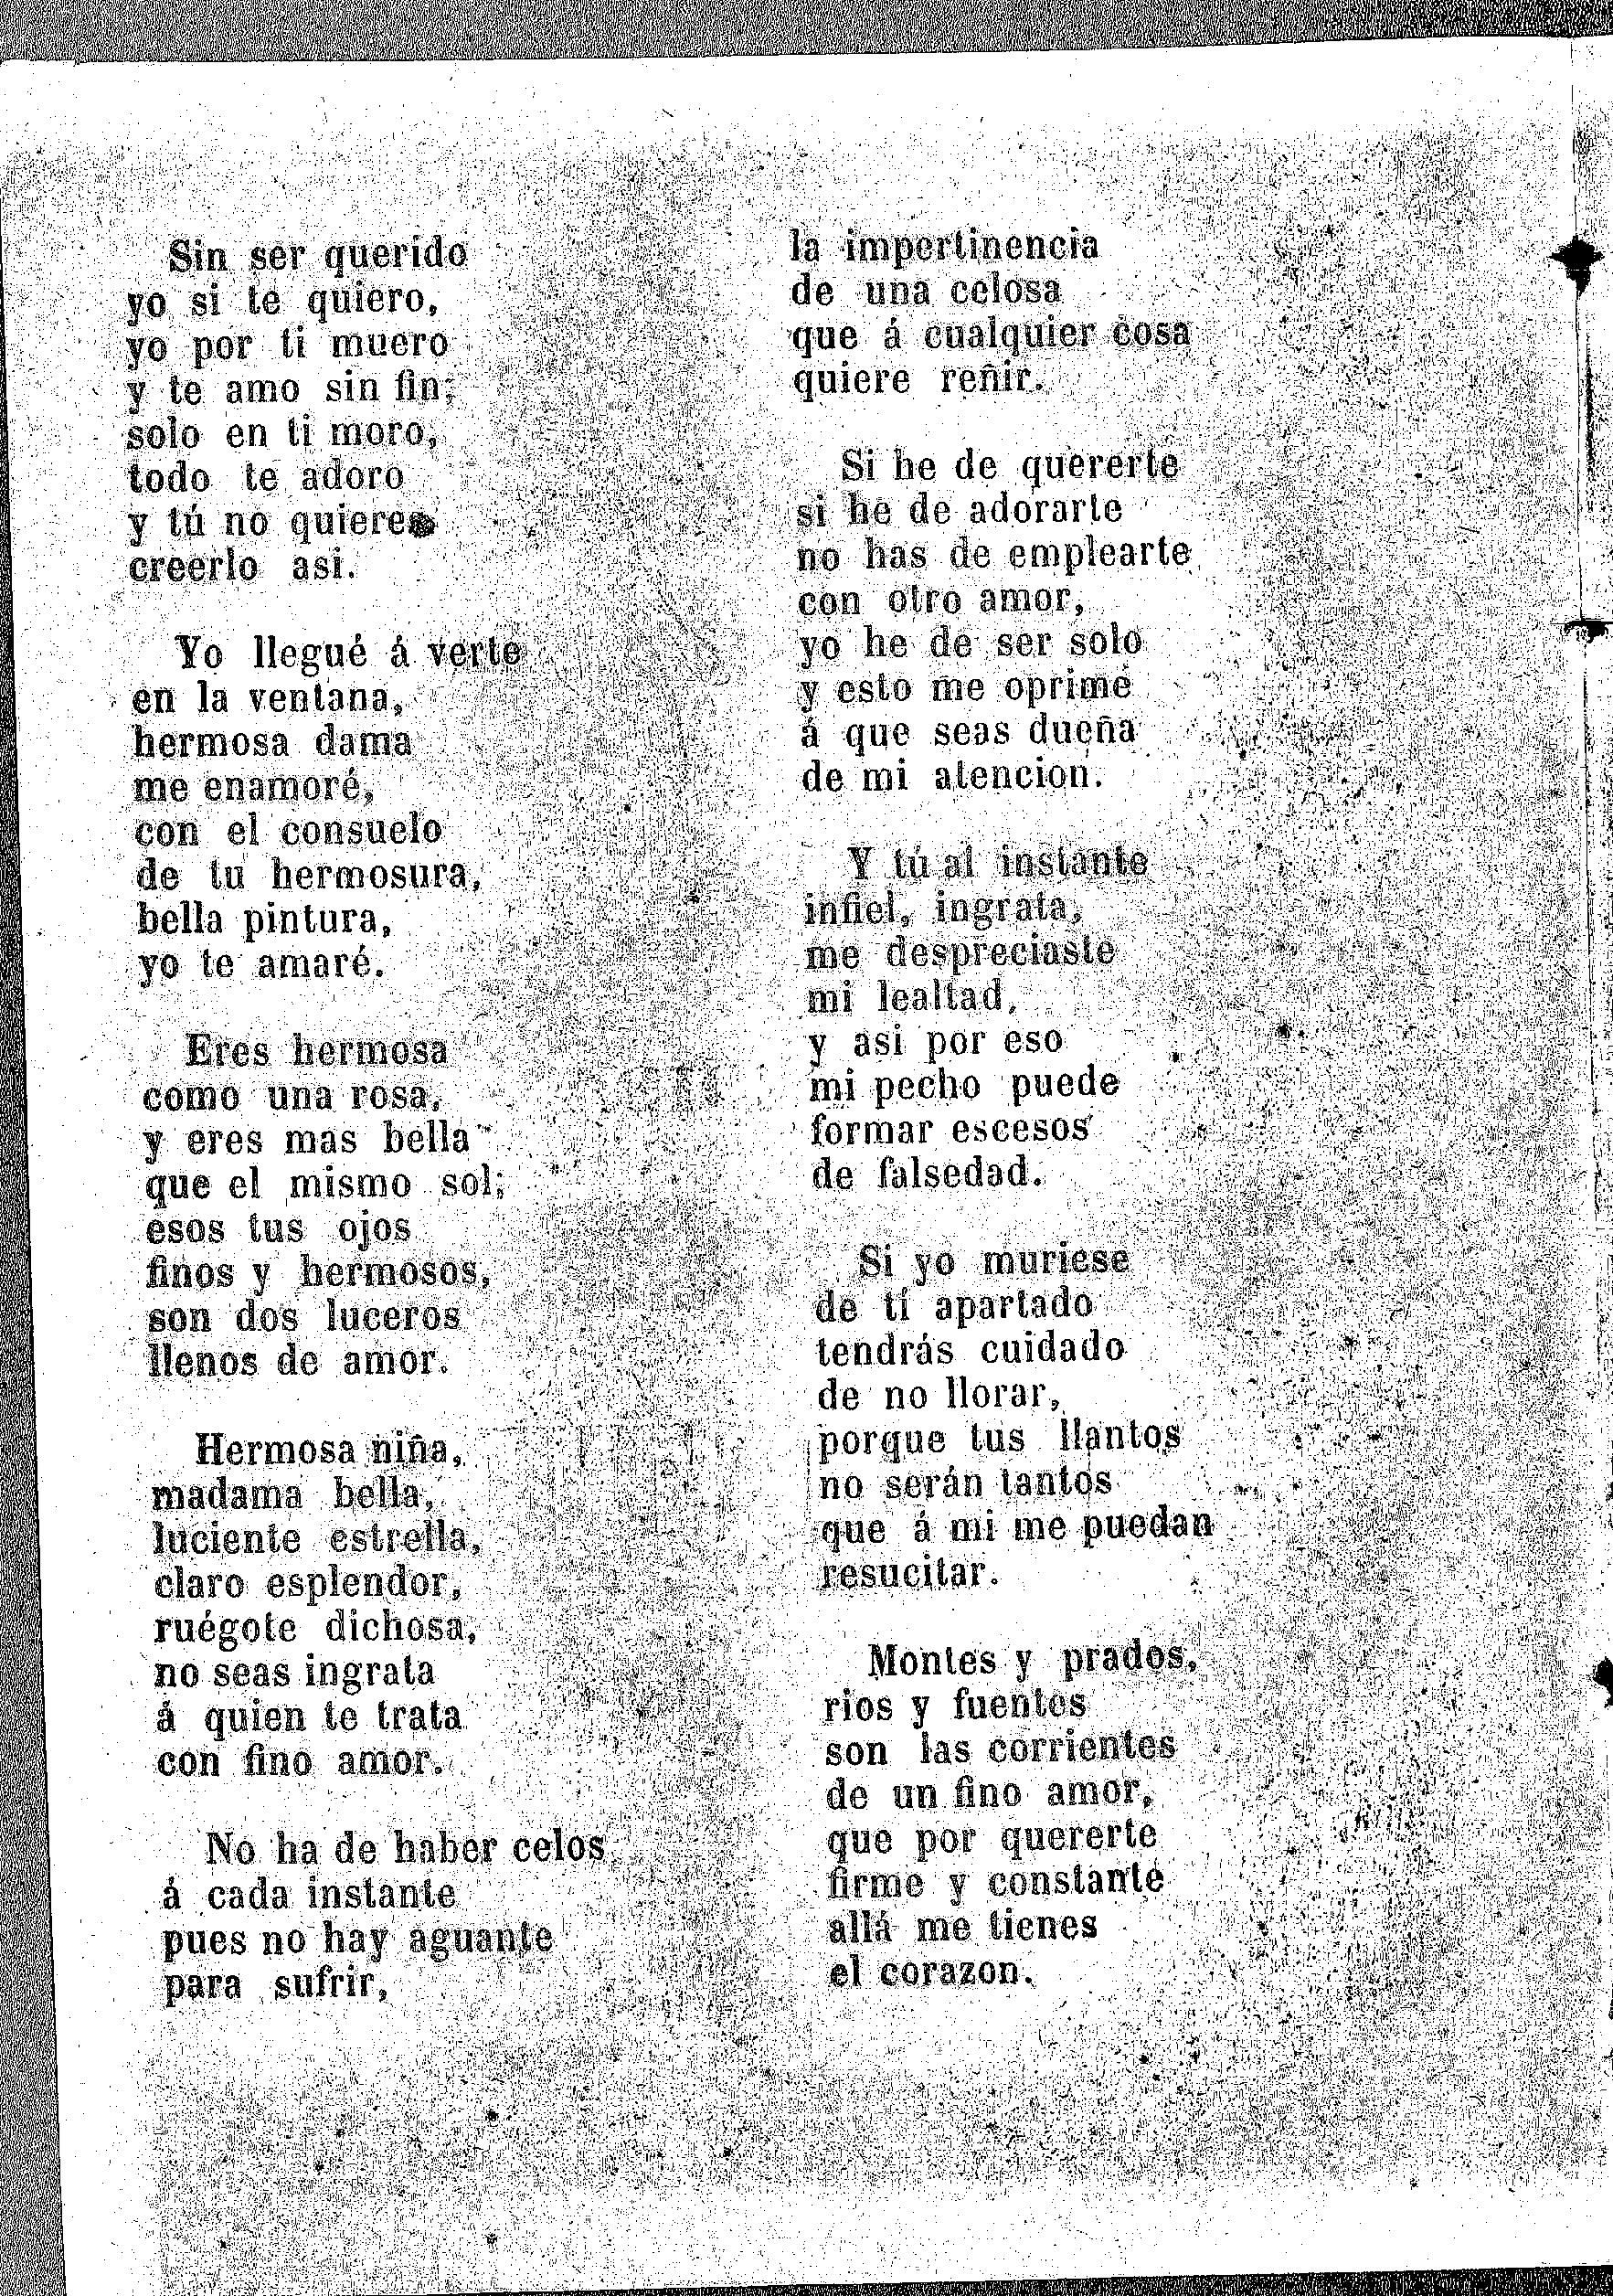 Sin ser querido
yo si te quiero,
yo por ti muero
y te amo sin fin;
solo en ti moro,
todo te adoro
y tú no quieres
creerlo asi.
Yo llegué á verte
en la ventana,
hermosa dama
me enamoré,
con el consuelo
de tu hermosura,
bella pintura,
yo te amaré.
Eres hermosa
como una rosa,
y eres mas bella
que el mismo sol;
esos tus ojos
finos y hermosos,
son dos luceros
llenos de amor.
Hermosa niña,
madama bella,
luciente estrella,
claro esplendor,
ruégote dichosa,
no seas ingrata
á quien te trata
con fino amor.
No ha de haber celos
á cada instante
pues no hay aguante
para sufrir,
la impertinencia
de una celosa
que á cualquier cosa
quiere reñir.
Si he de quererte
si he de adorarte
no has de emplearte
con otro amor,
yo he de ser solo
y esto me oprime
á que seas dueña
de mi atencion.
Y tú al instante
infiel, ingrata,
me despreciaste
mi lealtad,
y asi por eso
mi pecho puede
formar escesos
de falsedad.
Si yo muriese
de tí apartado
tendrás cuidado
de no llorar,
porque tus llantos
no serán tantos
que á mi me puedan
resucitar.
Montes y prados,
rios y fuentes
son las corrientes
de un fino amor,
que por quererte
firme y constante
allá me tienes
el corazon.